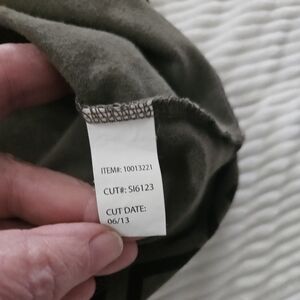 ITEM#: 10013221
CUT#: SI6123
CUT DATE:
06/13